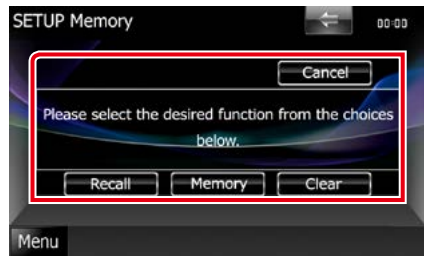 SETUP Memory
00:00
Cancel
Please select the desired function from the choices
below.
Recall Memory Clear
Menu